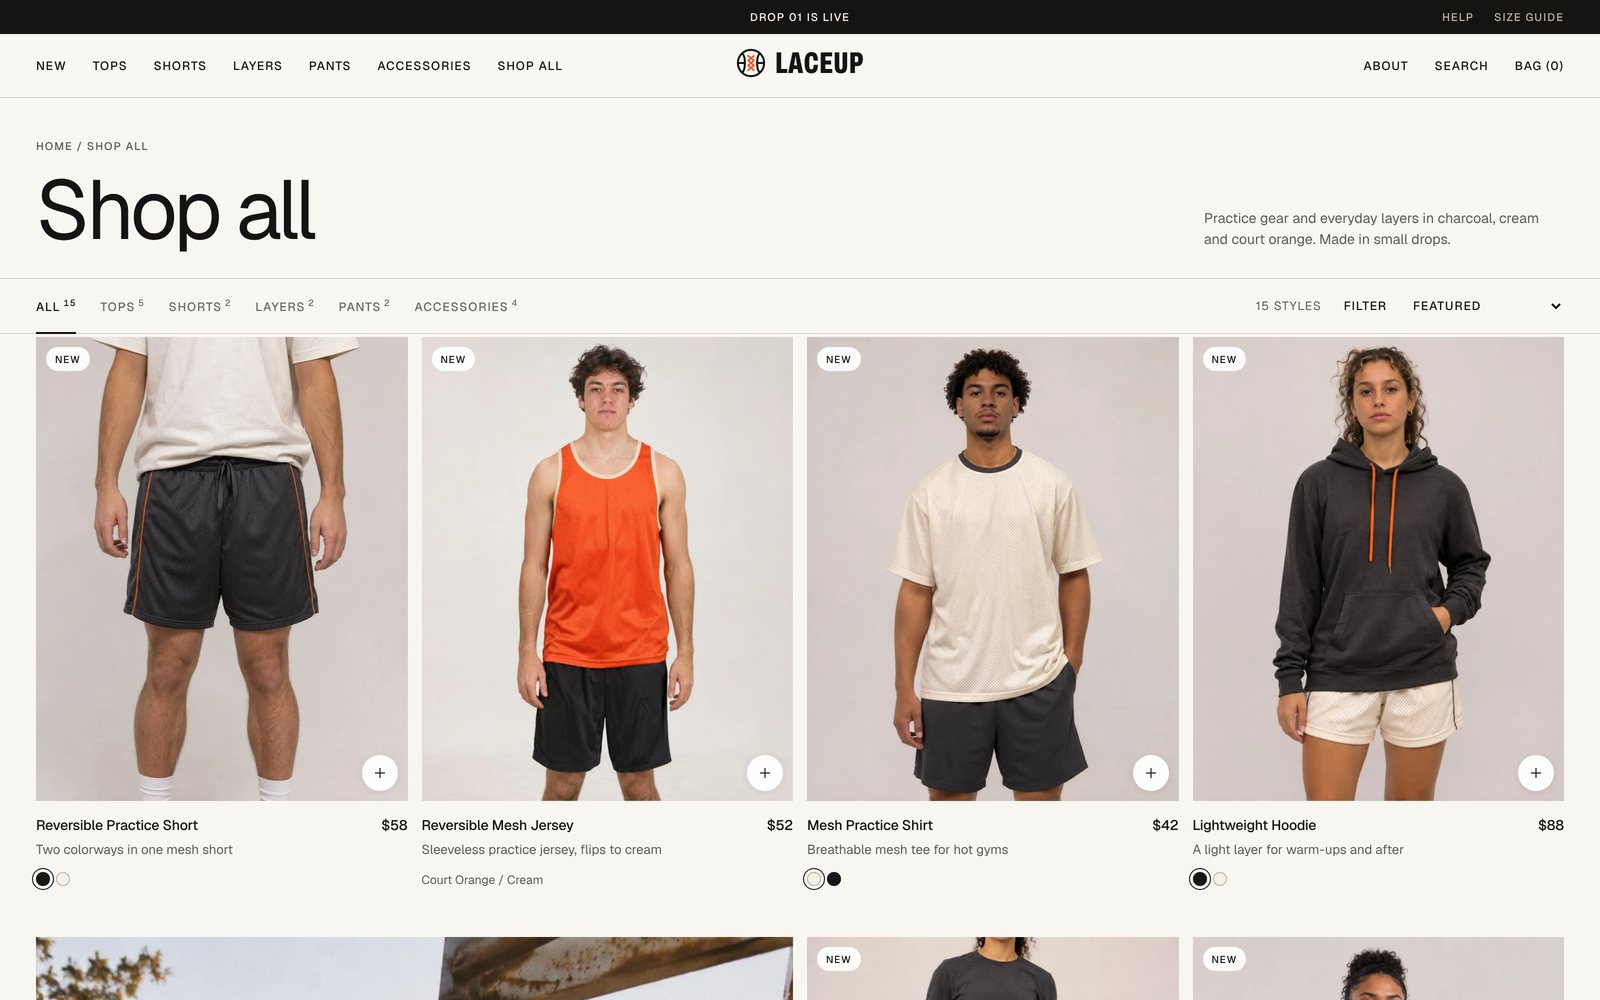 DROP 01 IS LIVE
HELP SIZE GUIDE
NEW TOPS SHORTS LAYERS PANTS ACCESSORIES SHOP ALL
LACEUP
ABOUT SEARCH BAG (0)
HOME / SHOP ALL
Shop all
Practice gear and everyday layers in charcoal, cream
and court orange. Made in small drops.
ALL 15 TOPS 5 SHORTS 2 LAYERS 2 PANTS 2 ACCESSORIES 4
15 STYLES FILTER FEATURED
NEW
NEW
NEW
NEW
Reversible Practice Short $58
Two colorways in one mesh short
Reversible Mesh Jersey $52
Sleeveless practice jersey, flips to cream
Court Orange / Cream
Mesh Practice Shirt $42
Breathable mesh tee for hot gyms
Lightweight Hoodie $88
A light layer for warm-ups and after
NEW
NEW